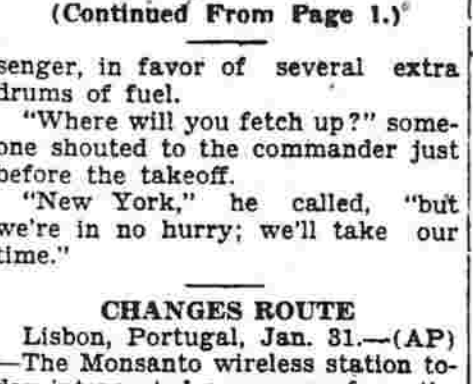 (Continued From Page 1.)
senger, in favor of several extra
drums of fuel.
"Where will you fetch up?" some-
one shouted to the commander just
before the takeoff.
"New York," he called, "but
we're in no hurry; we'll take our
time."
CHANGES ROUTE
Lisbon, Portugal, Jan. 31.—(AP)
—The Monsanto wireless station to-